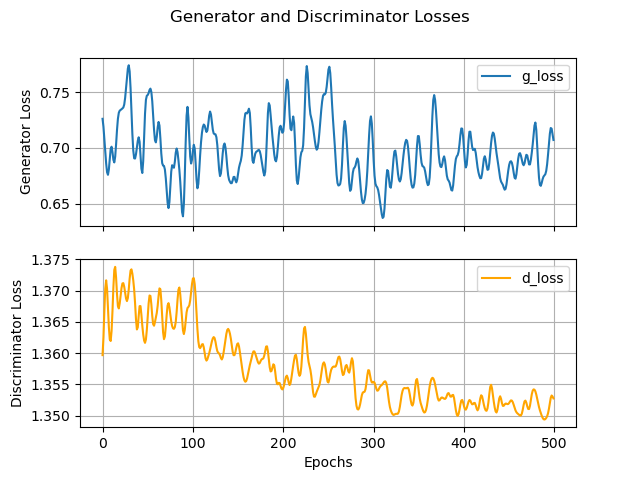 Generator and Discriminator Losses
Generator Loss
0.75
0.70
0.65
g_loss
Discriminator Loss
1.375
1.370
1.365
1.360
1.355
1.350
d_loss
0 100 200 300 400 500
Epochs